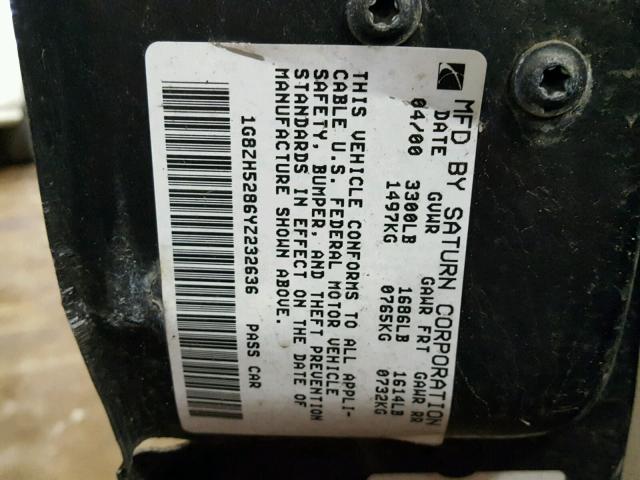 MFD BY SATURN CORPORATION
DATE GVWR GAWR FRT GAWR RR
04/00 3300LB 1686LB 1614LB
1497KG 0765KG 0732KG
THIS VEHICLE CONFORMS TO ALL APPLI-
CABLE U.S. FEDERAL MOTOR VEHICLE
SAFETY, BUMPER, AND THEFT PREVENTION
STANDARDS IN EFFECT ON THE DATE OF
MANUFACTURE SHOWN ABOVE.
1G8ZH5286YZ232636 PASS CAR